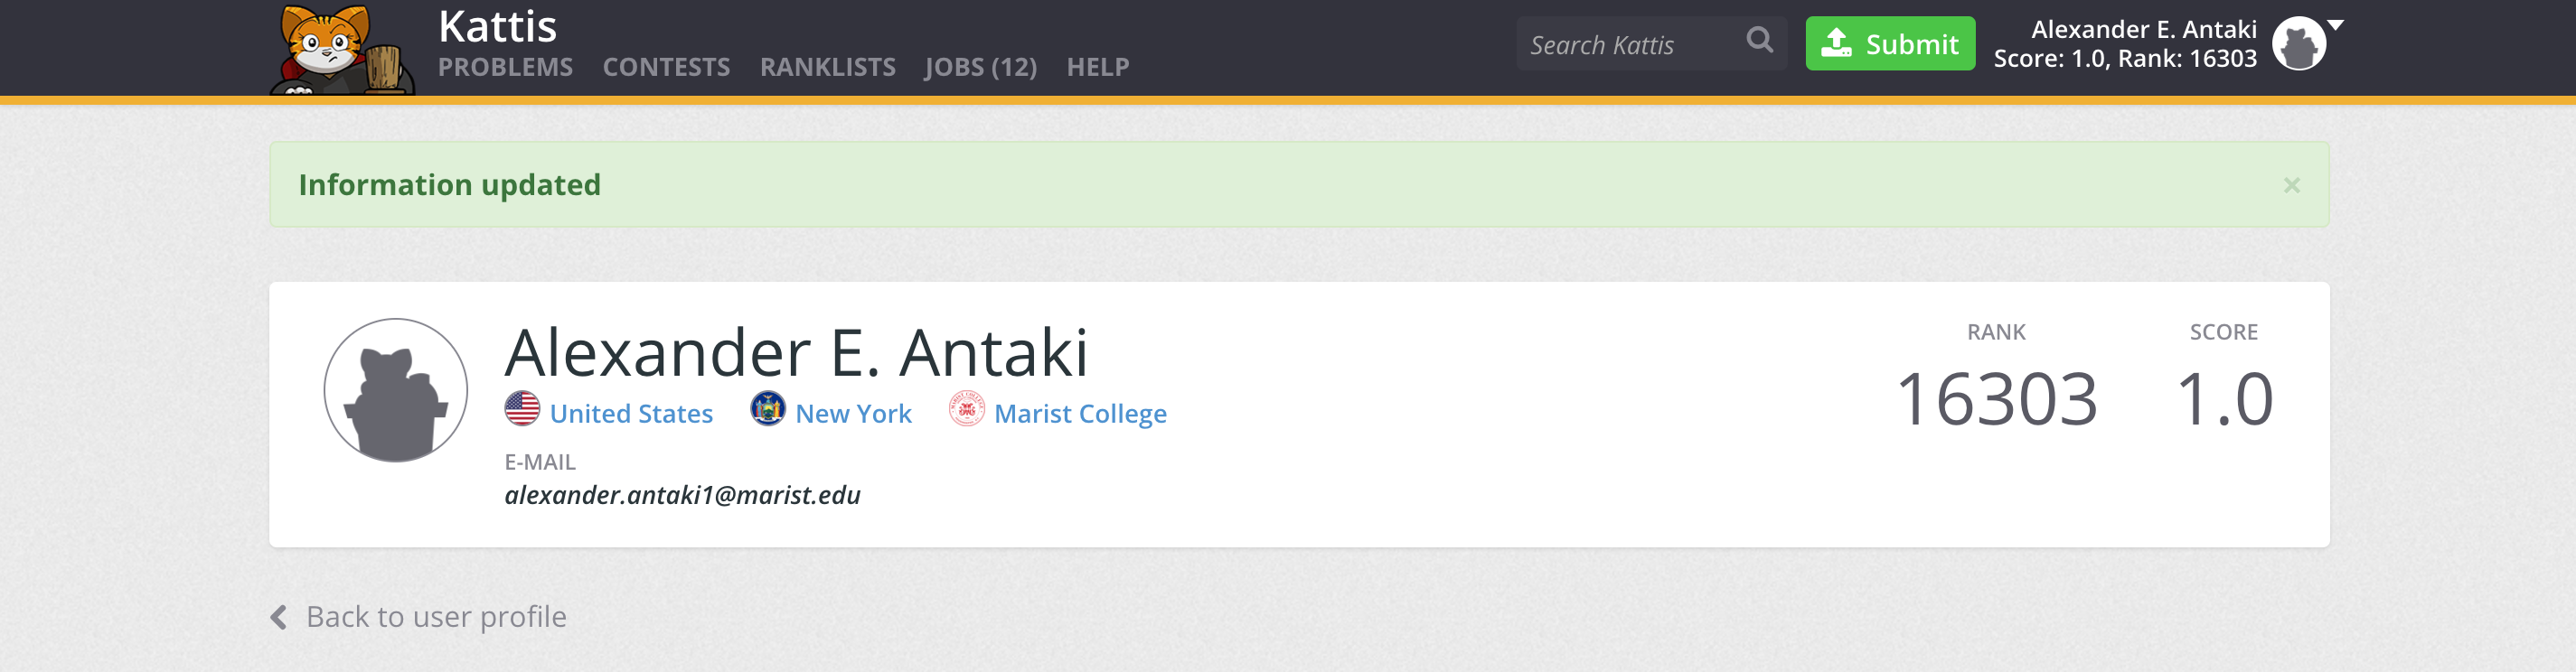 Kattis
PROBLEMS CONTESTS RANKLISTS JOBS (12) HELP
Search Kattis
Submit
Alexander E. Antaki
Score: 1.0, Rank: 16303
Information updated
×
Alexander E. Antaki
United States New York Marist College
E-MAIL
alexander.antaki1@marist.edu
RANK
16303
SCORE
1.0
Back to user profile